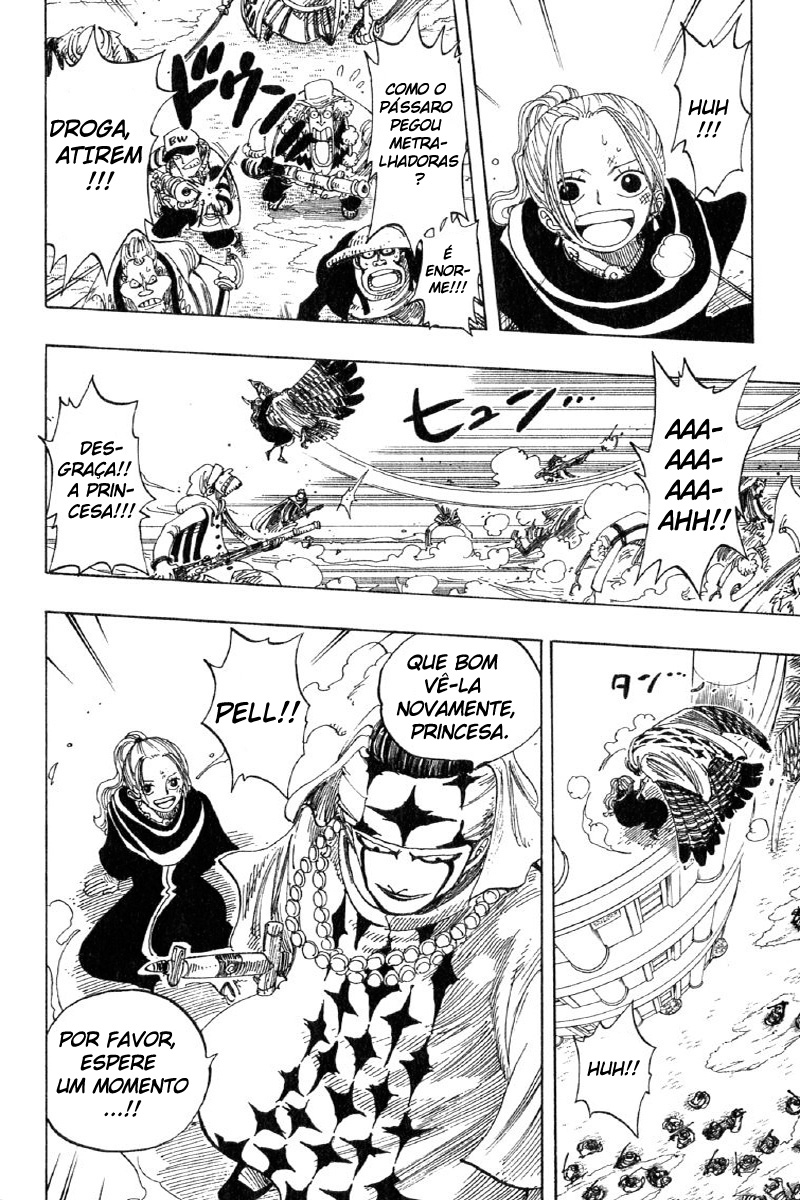 HUH
!!!
COMO O
PÁSSARO
PEGOU
METRA-
LHADORAS
?
É
ENOR-
ME!!!
ドウン
DROGA,
ATIREM
!!!
BW
AAA-
AAA-
AAA-
AHH!!
ヒュン...
DES-
GRAÇA!!
A PRIN-
CESA!!!
タン...
HUH!!
QUE BOM
VÊ-LA
NOVAMENTE,
PRINCESA.
PELL!!
POR FAVOR,
ESPERE
UM MOMENTO
...!!